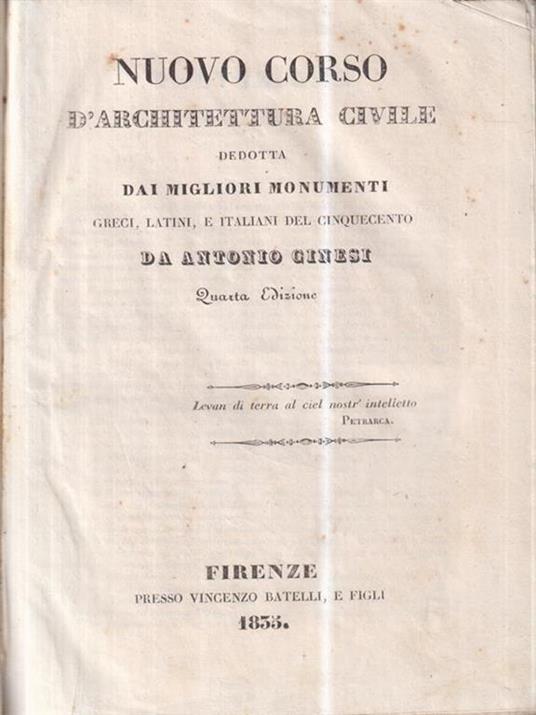 NUOVO CORSO
D'ARCHITETTURA CIVILE
DEDOTTA
DAI MIGLIORI MONUMENTI
GRECI, LATINI, E ITALIANI DEL CINQUECENTO
DA ANTONIO GINESI
Quarta Edizione
Levan di terra al ciel nostr' intelletto
PETRARCA.
FIRENZE
PRESSO VINCENZO BATELLI, E FIGLI
1835.